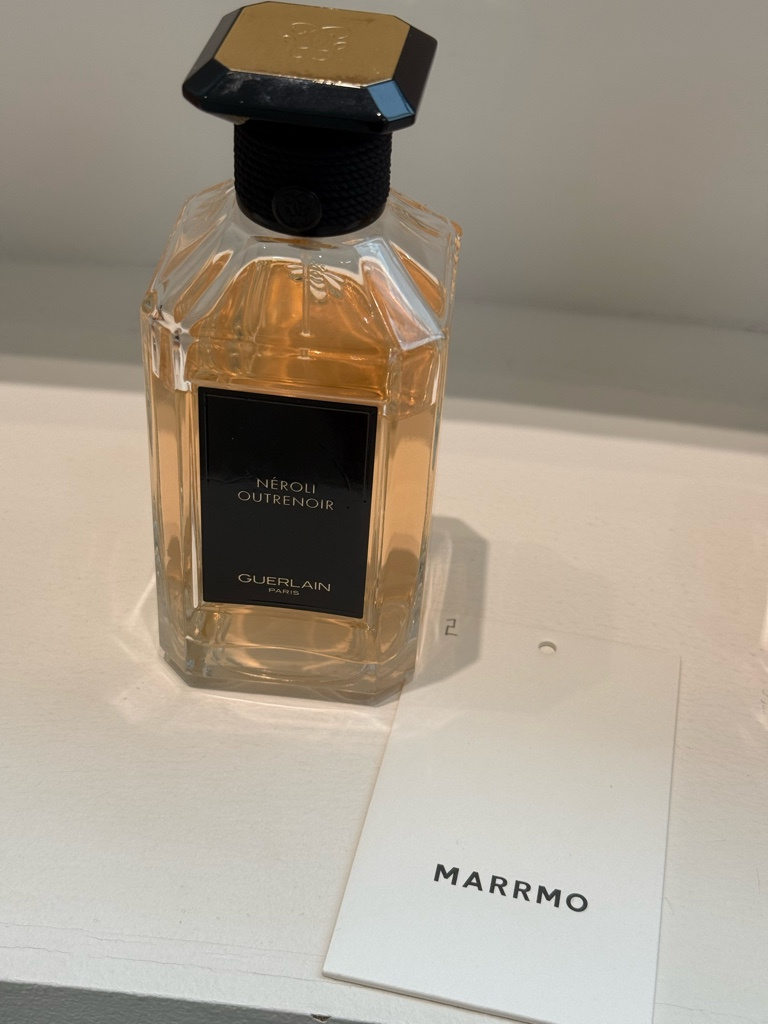 NÉROLI
OUTRENOIR
GUERLAIN
PARIS
2
MARRMO